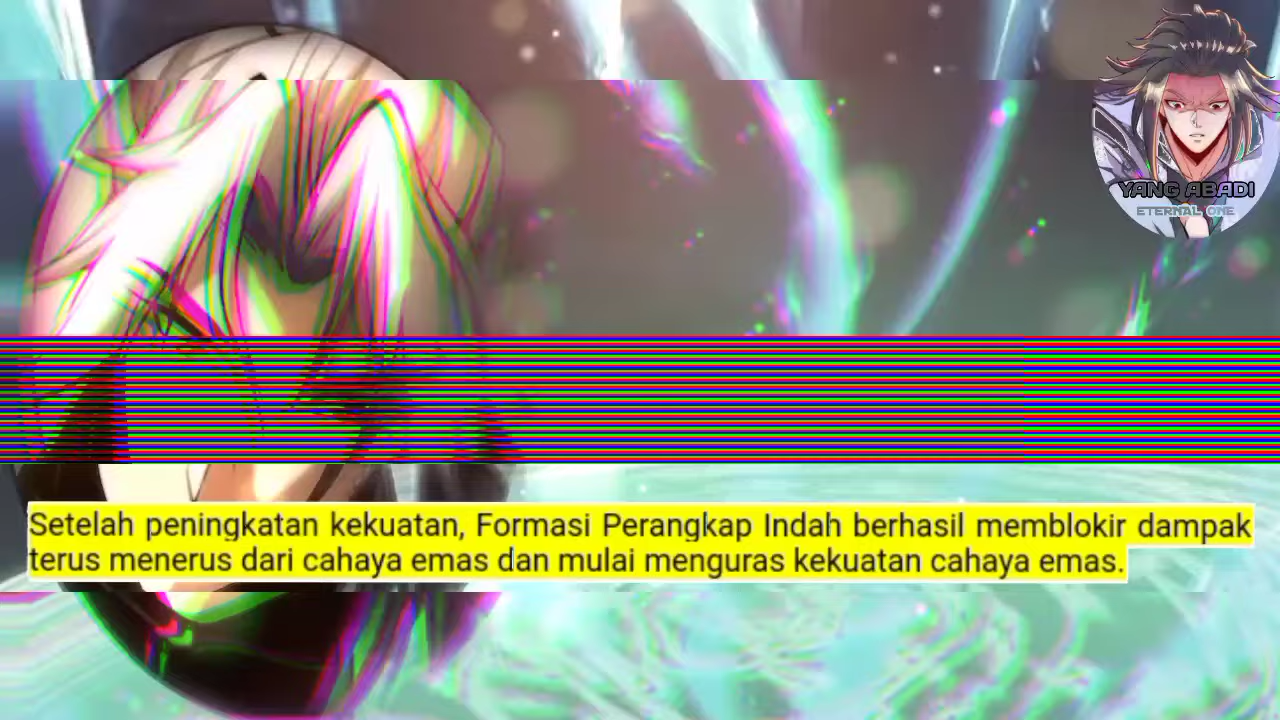 YANG ABADI
ETERNAL ONE
Setelah peningkatan kekuatan, Formasi Perangkap Indah berhasil memblokir dampak
terus menerus dari cahaya emas dan mulai menguras kekuatan cahaya emas.